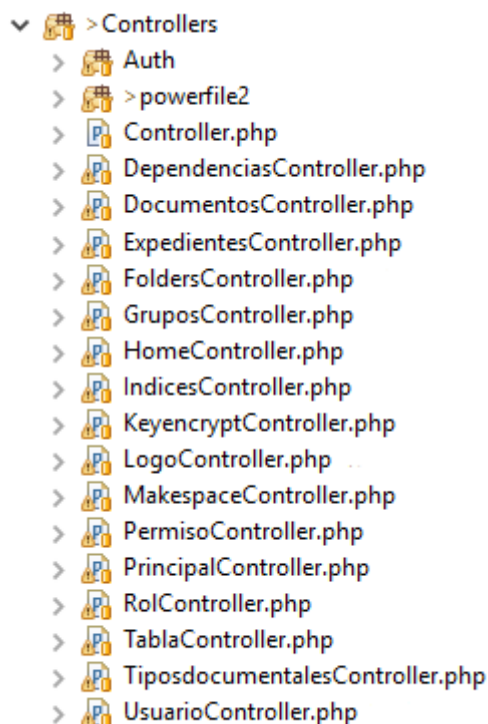 > Controllers
Auth
> powerfile2
Controller.php
DependenciasController.php
DocumentosController.php
ExpedientesController.php
FoldersController.php
GruposController.php
HomeController.php
IndicesController.php
KeyencryptController.php
LogoController.php
MakespaceController.php
PermisoController.php
PrincipalController.php
RolController.php
TablaController.php
TiposdocumentalesController.php
UsuarioController.php